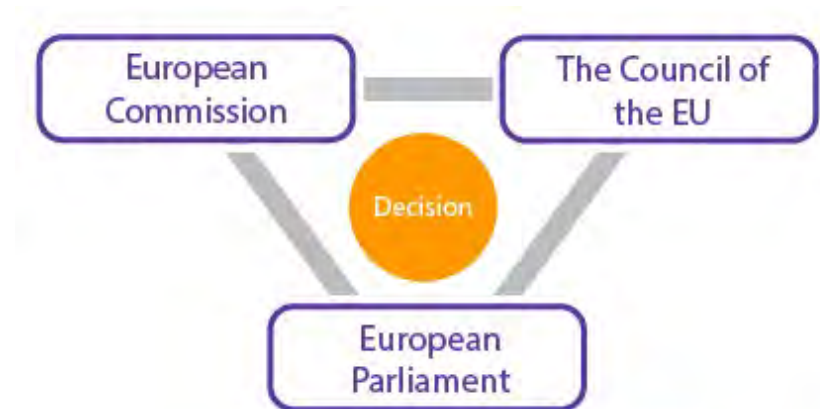 European
Commission
The Council of
the EU
Decision
European
Parliament